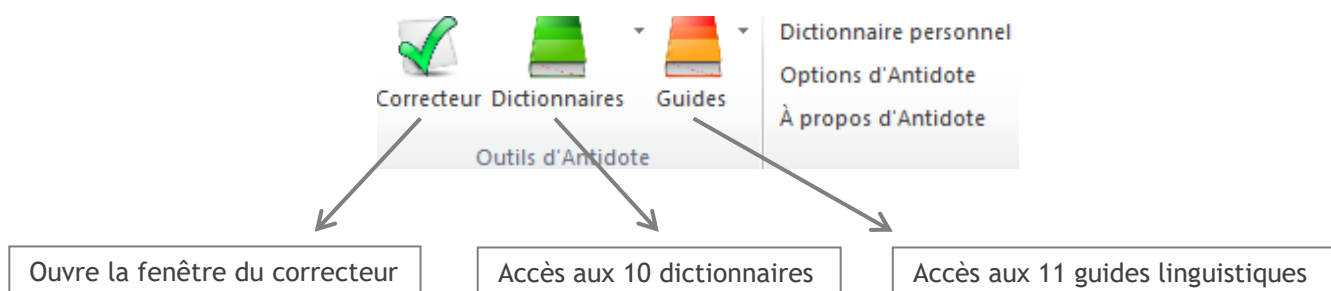 Correcteur Dictionnaires Guides
Outils d'Antidote
Dictionnaire personnel
Options d'Antidote
À propos d'Antidote
Ouvre la fenêtre du correcteur
Accès aux 10 dictionnaires
Accès aux 11 guides linguistiques